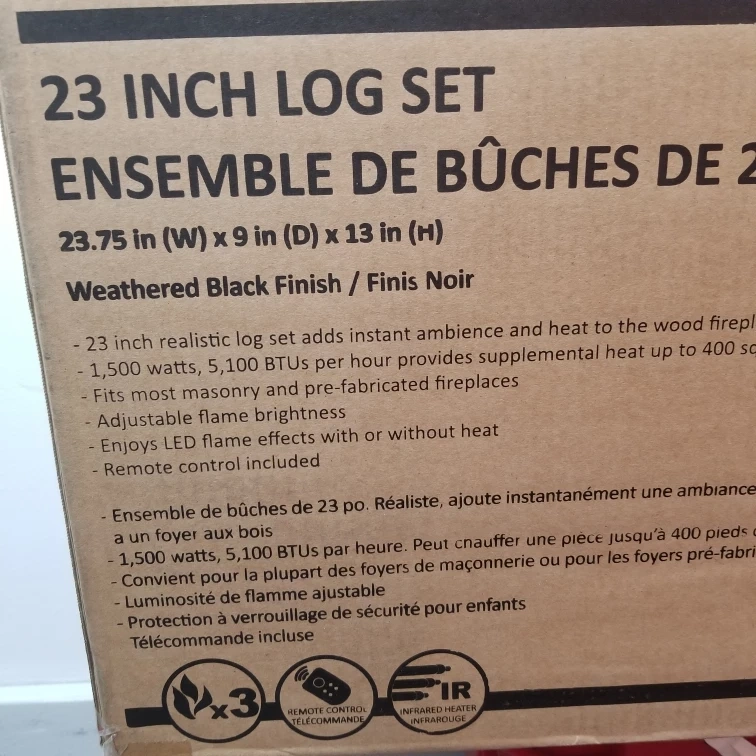 23 INCH LOG SET
ENSEMBLE DE BÛCHES DE
23.75 in (W) x 9 in (D) x 13 in (H)
Weathered Black Finish / Finis Noir
- 23 inch realistic log set adds instant ambience and heat to the wood
- 1,500 watts, 5,100 BTUs per hour provides supplemental heat up to 400
- Fits most masonry and pre-fabricated fireplaces
- Adjustable flame brightness
- Enjoys LED flame effects with or without heat
- Remote control included
- Ensemble de bûches de 23 po. Réaliste, ajoute instantanément une ambiance
a un foyer aux bois
- 1,500 watts, 5,100 BTUs par heure. Peut chauffer une pièce jusqu'à 400 pieds
- Convient pour la plupart des foyers de maçonnerie ou pour les foyers
- Luminosité de flamme ajustable
- Protection à verrouillage de sécurité pour enfants
Télécommande incluse
x3
REMOTE CONTROL
TÉLÉCOMMANDE
IR
INFRARED HEATER
INFRAROUGE